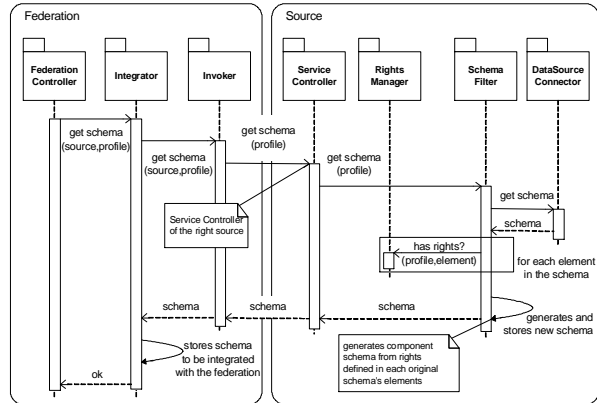 Federation
Source
Federation
Controller
Integrator
Invoker
Service
Controller
Rights
Manager
Schema
Filter
DataSource
Connector
get schema
(source,profile)
get schema
(source,profile)
get schema
(profile)
get schema
(profile)
get schema
schema
Service Controller
of the right source
has rights?
(profile,element)
for each element
in the schema
schema
schema
schema
generates and
stores new schema
stores schema
to be integrated
with the federation
generates component
schema from rights
defined in each original
schema's elements
ok